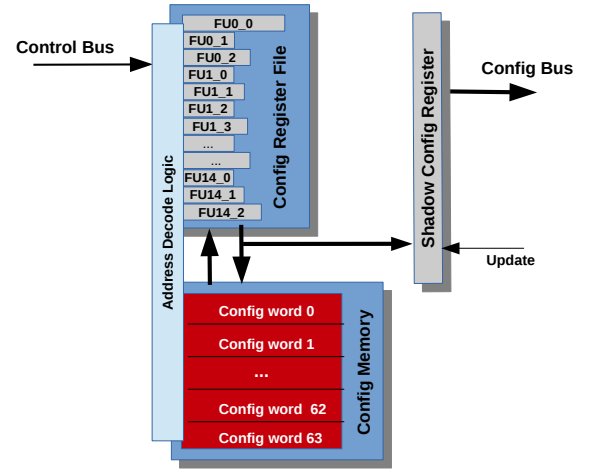 Control Bus
FU0_0
FU0_1
FU0_2
FU1_0
FU1_1
FU1_2
FU1_3
...
...
FU14_0
FU14_1
FU14_2
Config Register File
Address Decode Logic
Shadow Config Register
Config Bus
Update
Config word 0
Config word 1
...
Config word  62
Config word 63
Config Memory